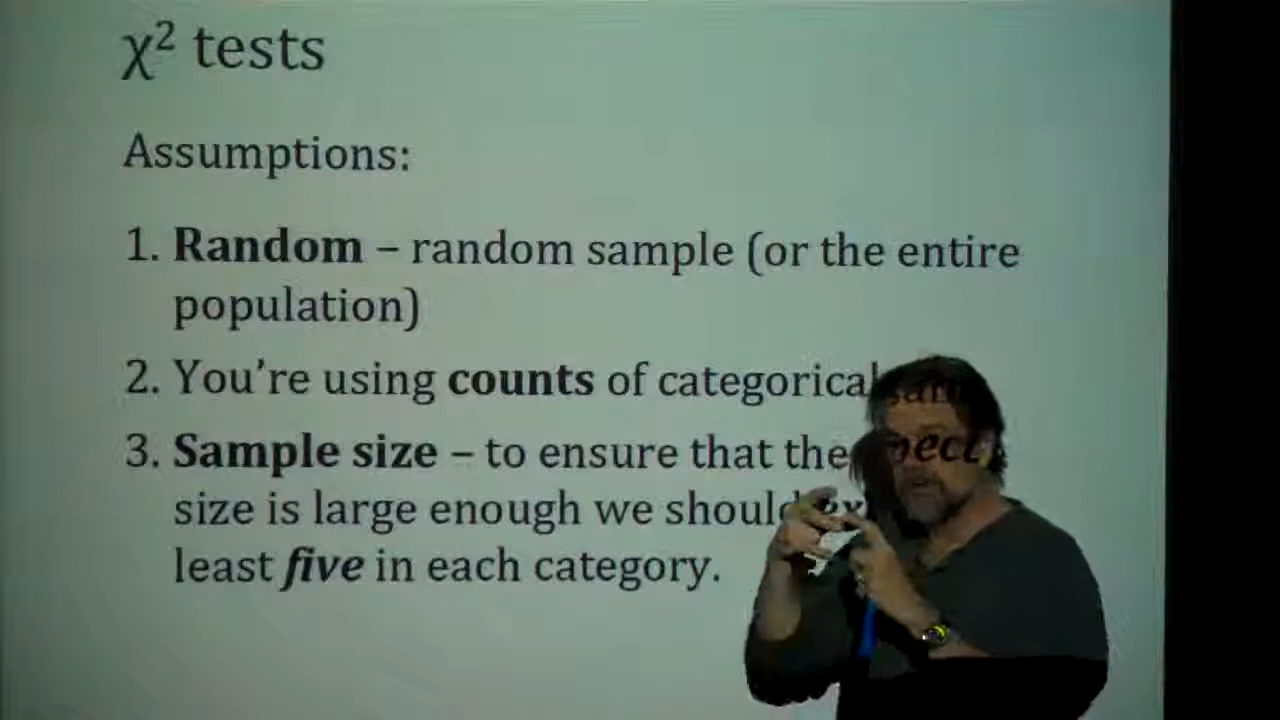 χ² tests
Assumptions:
1. Random – random sample (or the entire
population)
2. You're using counts of categorical
3. Sample size – to ensure that the
size is large enough we should
least five in each category.